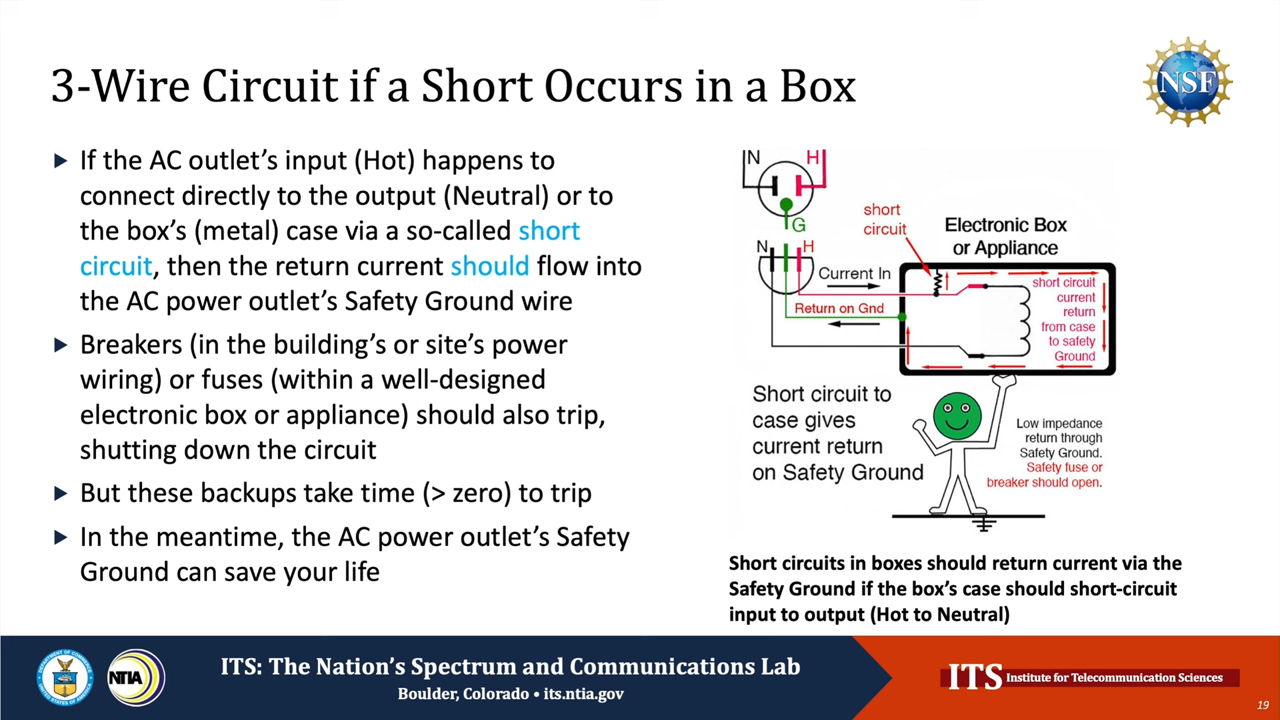 3-Wire Circuit if a Short Occurs in a Box
NSF
If the AC outlet's input (Hot) happens to
connect directly to the output (Neutral) or to
the box's (metal) case via a so-called short
circuit, then the return current should flow into
the AC power outlet's Safety Ground wire
Breakers (in the building's or site's power
wiring) or fuses (within a well-designed
electronic box or appliance) should also trip,
shutting down the circuit
But these backups take time (> zero) to trip
In the meantime, the AC power outlet's Safety
Ground can save your life
N
H
G
short
circuit
Electronic Box
or Appliance
N
H
Current In
Return on Gnd
short circuit
current
return
from case
to safety
Ground
Short circuit to
case gives
current return
on Safety Ground
Low impedance
return through
Safety Ground.
Safety fuse or
breaker should open.
Short circuits in boxes should return current via the
Safety Ground if the box's case should short-circuit
input to output (Hot to Neutral)
NTIA
ITS: The Nation's Spectrum and Communications Lab
Boulder, Colorado • its.ntia.gov
ITS Institute for Telecommunication Sciences
19